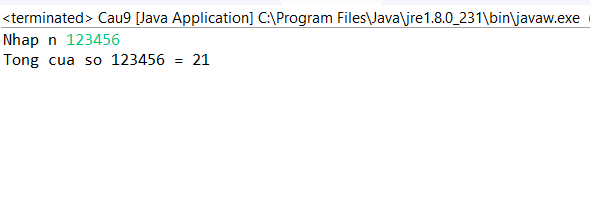 <terminated> Cau9 [Java Application] C:\Program Files\Java\jre1.8.0_231\bin\javaw.exe (
Nhap n 123456
Tong cua so 123456 = 21